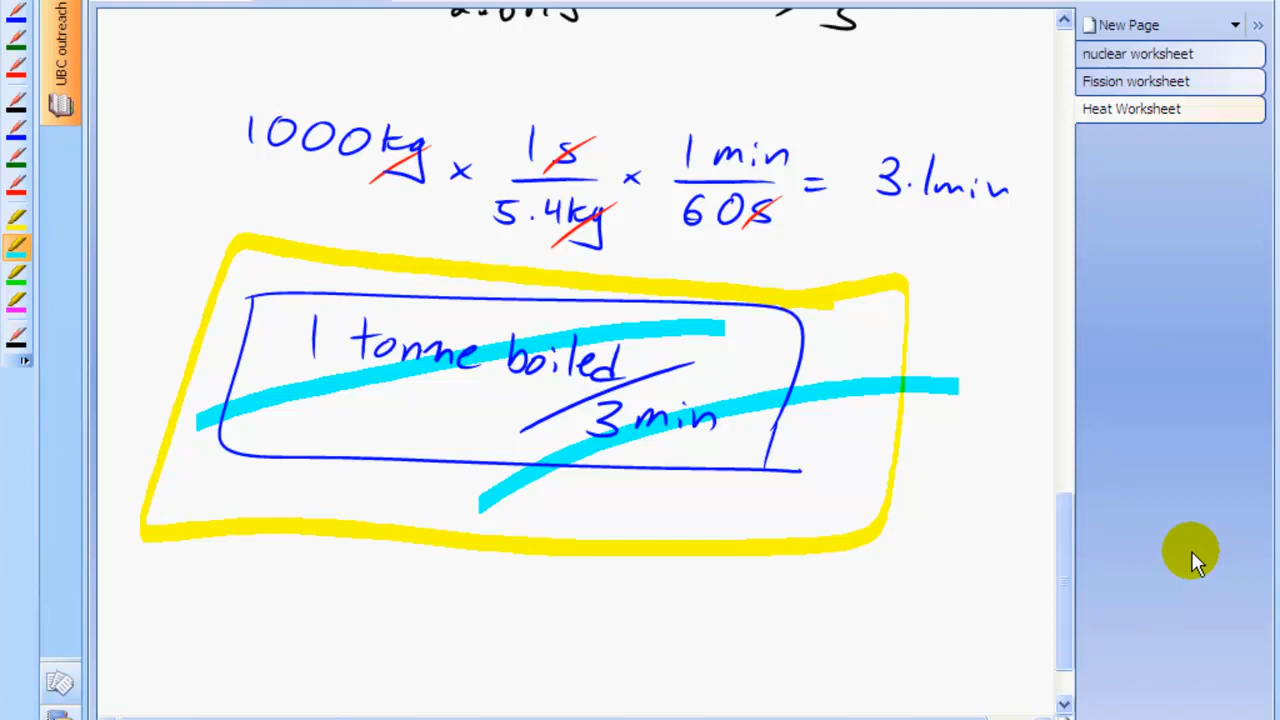 UBC outreach
New Page
nuclear worksheet
Fission worksheet
Heat Worksheet
1000kg × 1s/5.4kg × 1min/60s = 3.1min
1 tonne boiled
/3min